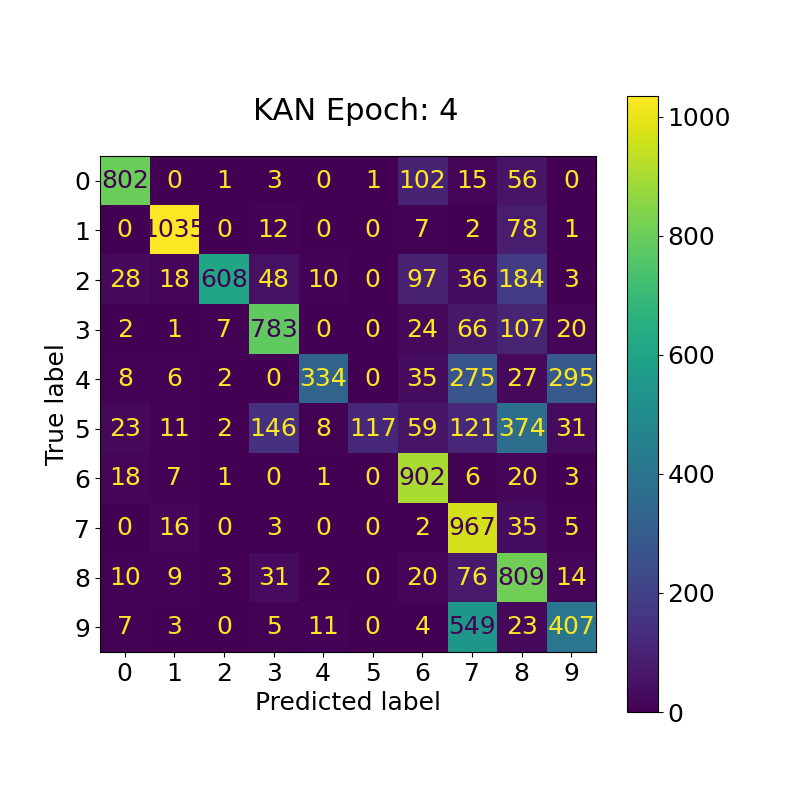 KAN Epoch: 4
0 802 0 1 3 0 1 102 15 56 0
1 0 1035 0 12 0 0 7 2 78 1
2 28 18 608 48 10 0 97 36 184 3
3 2 1 7 783 0 0 24 66 107 20
4 8 6 2 0 334 0 35 275 27 295
5 23 11 2 146 8 117 59 121 374 31
6 18 7 1 0 1 0 902 6 20 3
7 0 16 0 3 0 0 2 967 35 5
8 10 9 3 31 2 0 20 76 809 14
9 7 3 0 5 11 0 4 549 23 407
0 1 2 3 4 5 6 7 8 9
Predicted label
True label
1000
800
600
400
200
0